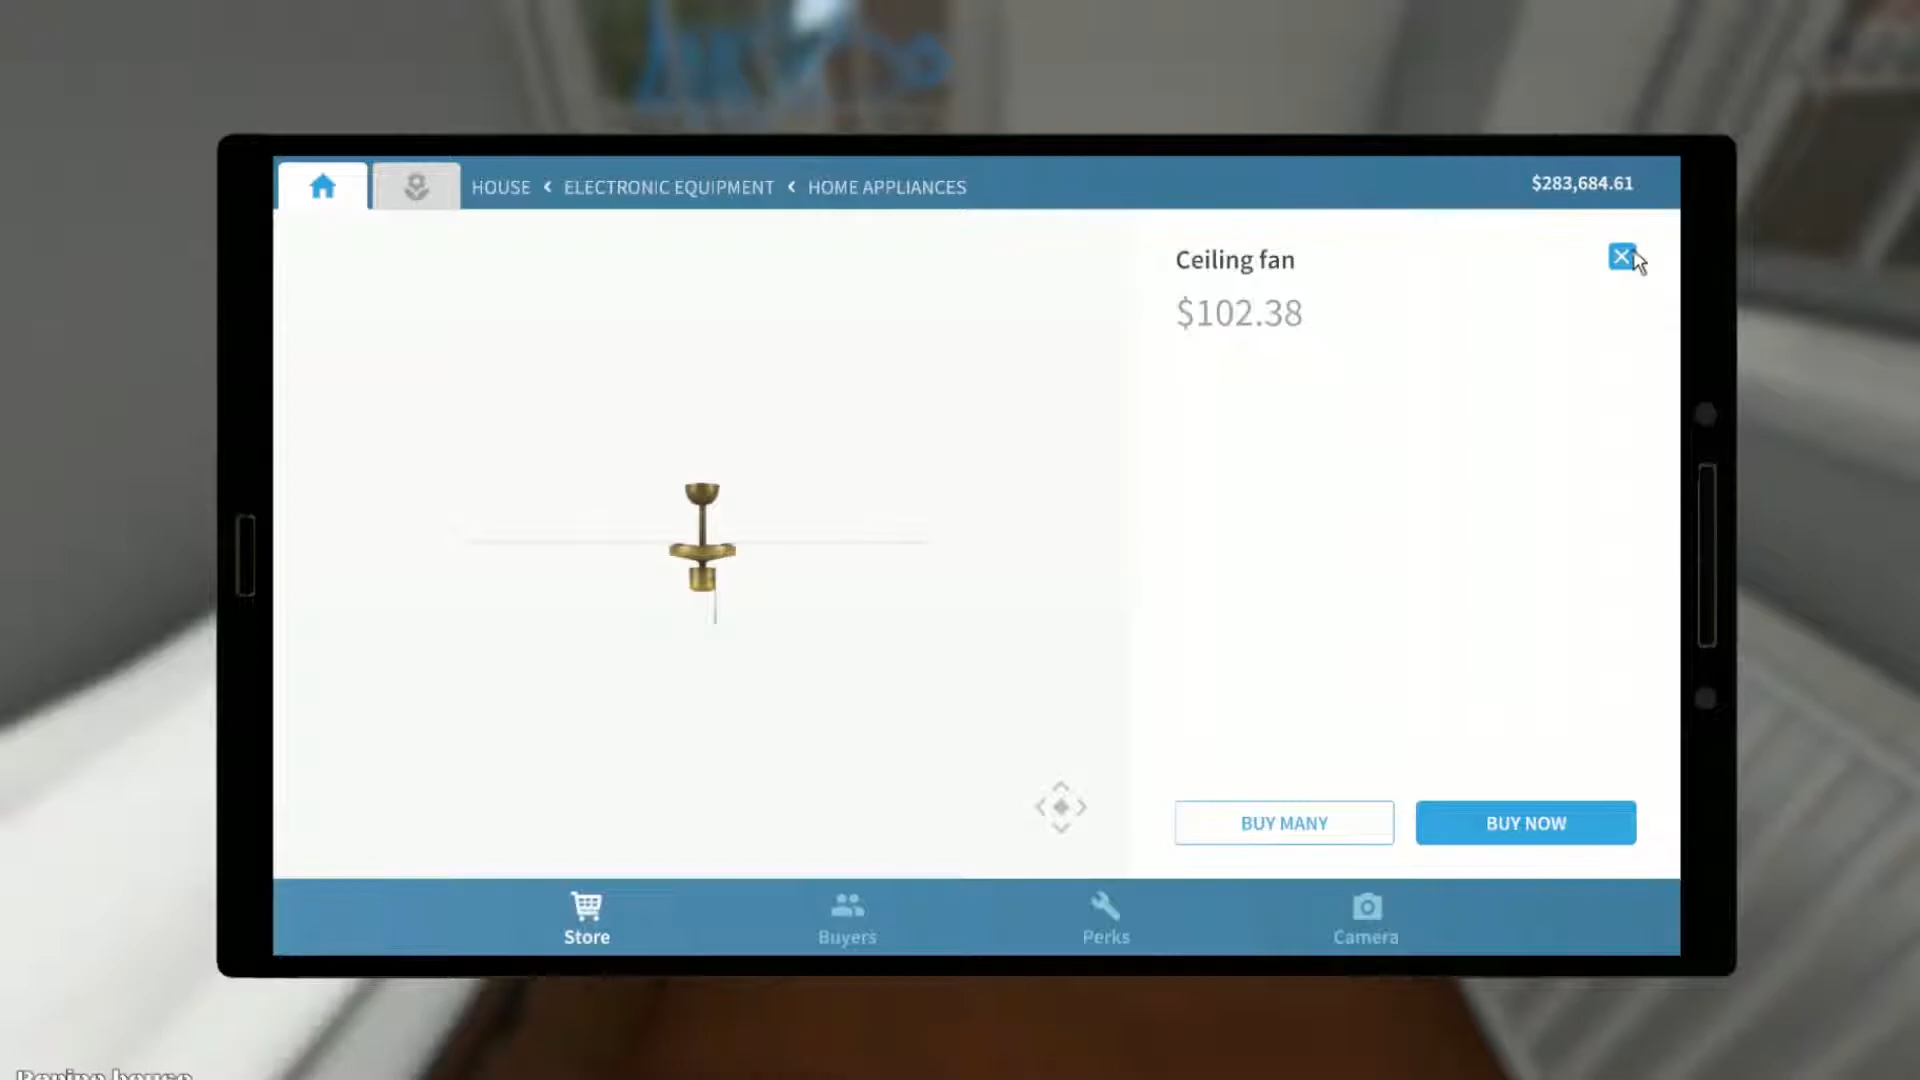 HOUSE < ELECTRONIC EQUIPMENT < HOME APPLIANCES
$283,684.61
Ceiling fan
$102.38
BUY MANY
BUY NOW
Store
Buyers
Perks
Camera
house